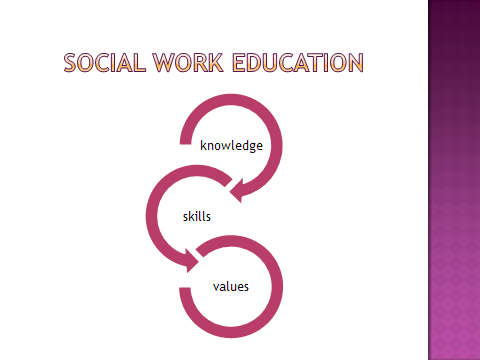 SOCIAL WORK EDUCATION
knowledge
skills
values